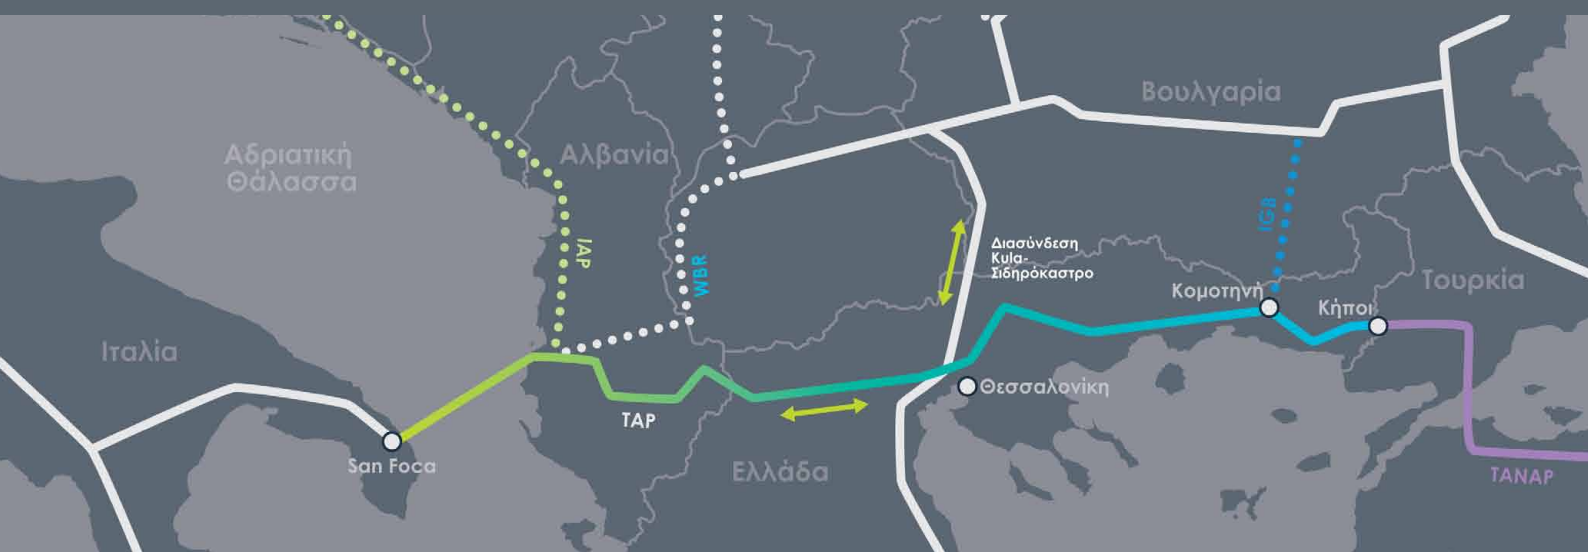 Βουλγαρία
Αδριατική
Θάλασσα
Αλβανία
IAP
WBR
IGB
Διασύνδεση
Kula-
Σιδηρόκαστρο
Τουρκία
Κομοτηνή
Κήποι
Ιταλία
Θεσσαλονίκη
TAP
San Foca
Ελλάδα
TANAP